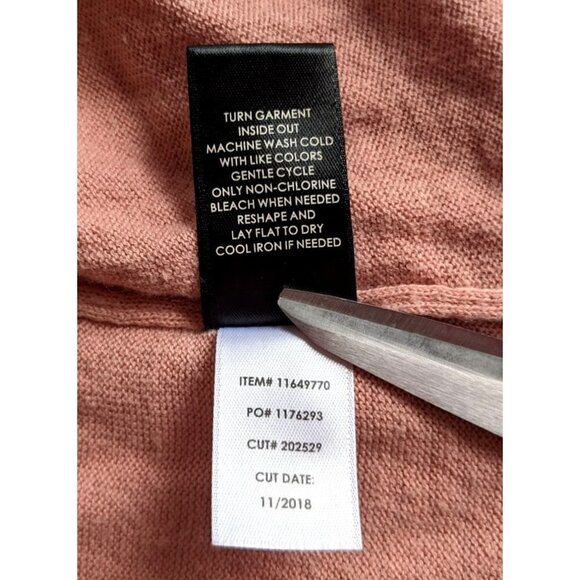 TURN GARMENT
INSIDE OUT
MACHINE WASH COLD
WITH LIKE COLORS
GENTLE CYCLE
ONLY NON-CHLORINE
BLEACH WHEN NEEDED
RESHAPE AND
LAY FLAT TO DRY
COOL IRON IF NEEDED
ITEM# 11649770
PO# 1176293
CUT# 202529
CUT DATE:
11/2018